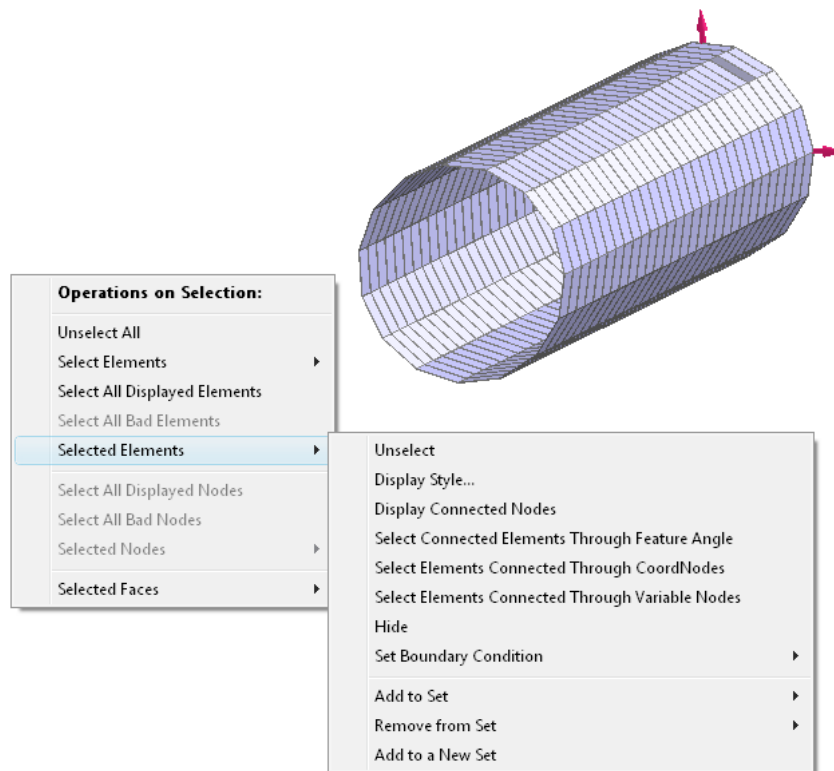 Operations on Selection:
Unselect All
Select Elements
Select All Displayed Elements
Select All Bad Elements
Selected Elements
Select All Displayed Nodes
Select All Bad Nodes
Selected Nodes
Selected Faces
Unselect
Display Style...
Display Connected Nodes
Select Connected Elements Through Feature Angle
Select Elements Connected Through CoordNodes
Select Elements Connected Through Variable Nodes
Hide
Set Boundary Condition
Add to Set
Remove from Set
Add to a New Set